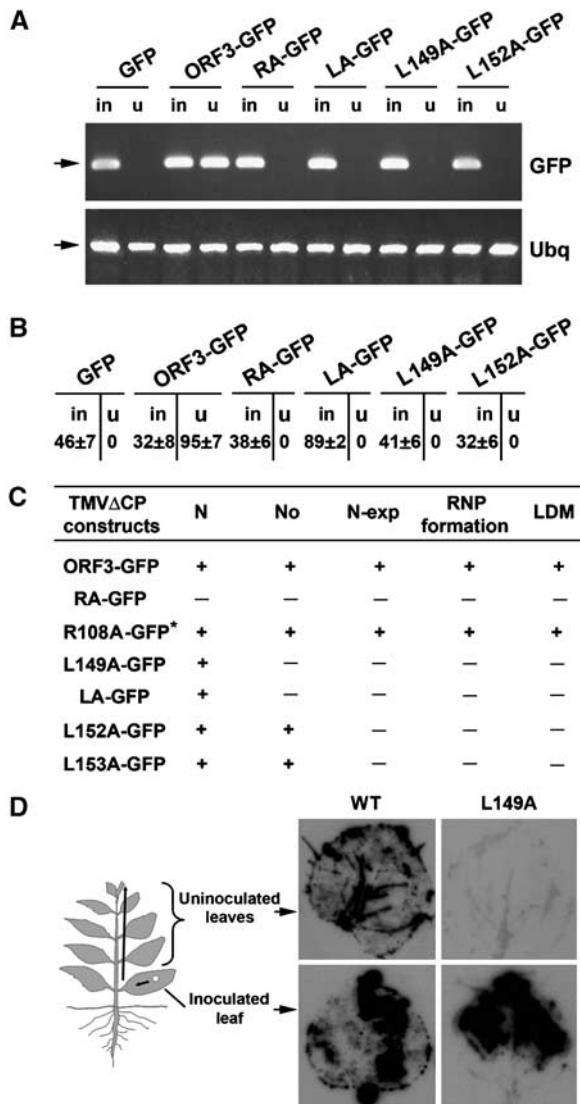 A
GFP ORF3-GFP RA-GFP LA-GFP L149A-GFP L152A-GFP
in u in u in u in u in u in u
GFP
Ubq
B
GFP ORF3-GFP RA-GFP LA-GFP L149A-GFP L152A-GFP
in u in u in u in u in u in u
46±7 0 32±8 95±7 38±6 0 89±2 0 41±6 0 32±6 0
C
TMVΔCP constructs N No N-exp RNP formation LDM
ORF3-GFP + + + + +
RA-GFP — — — — —
R108A-GFP* + + + + +
L149A-GFP + — — — —
LA-GFP + — — — —
L152A-GFP + + — — —
L153A-GFP + + — — —
D
WT L149A
Uninoculated
leaves
Inoculated
leaf